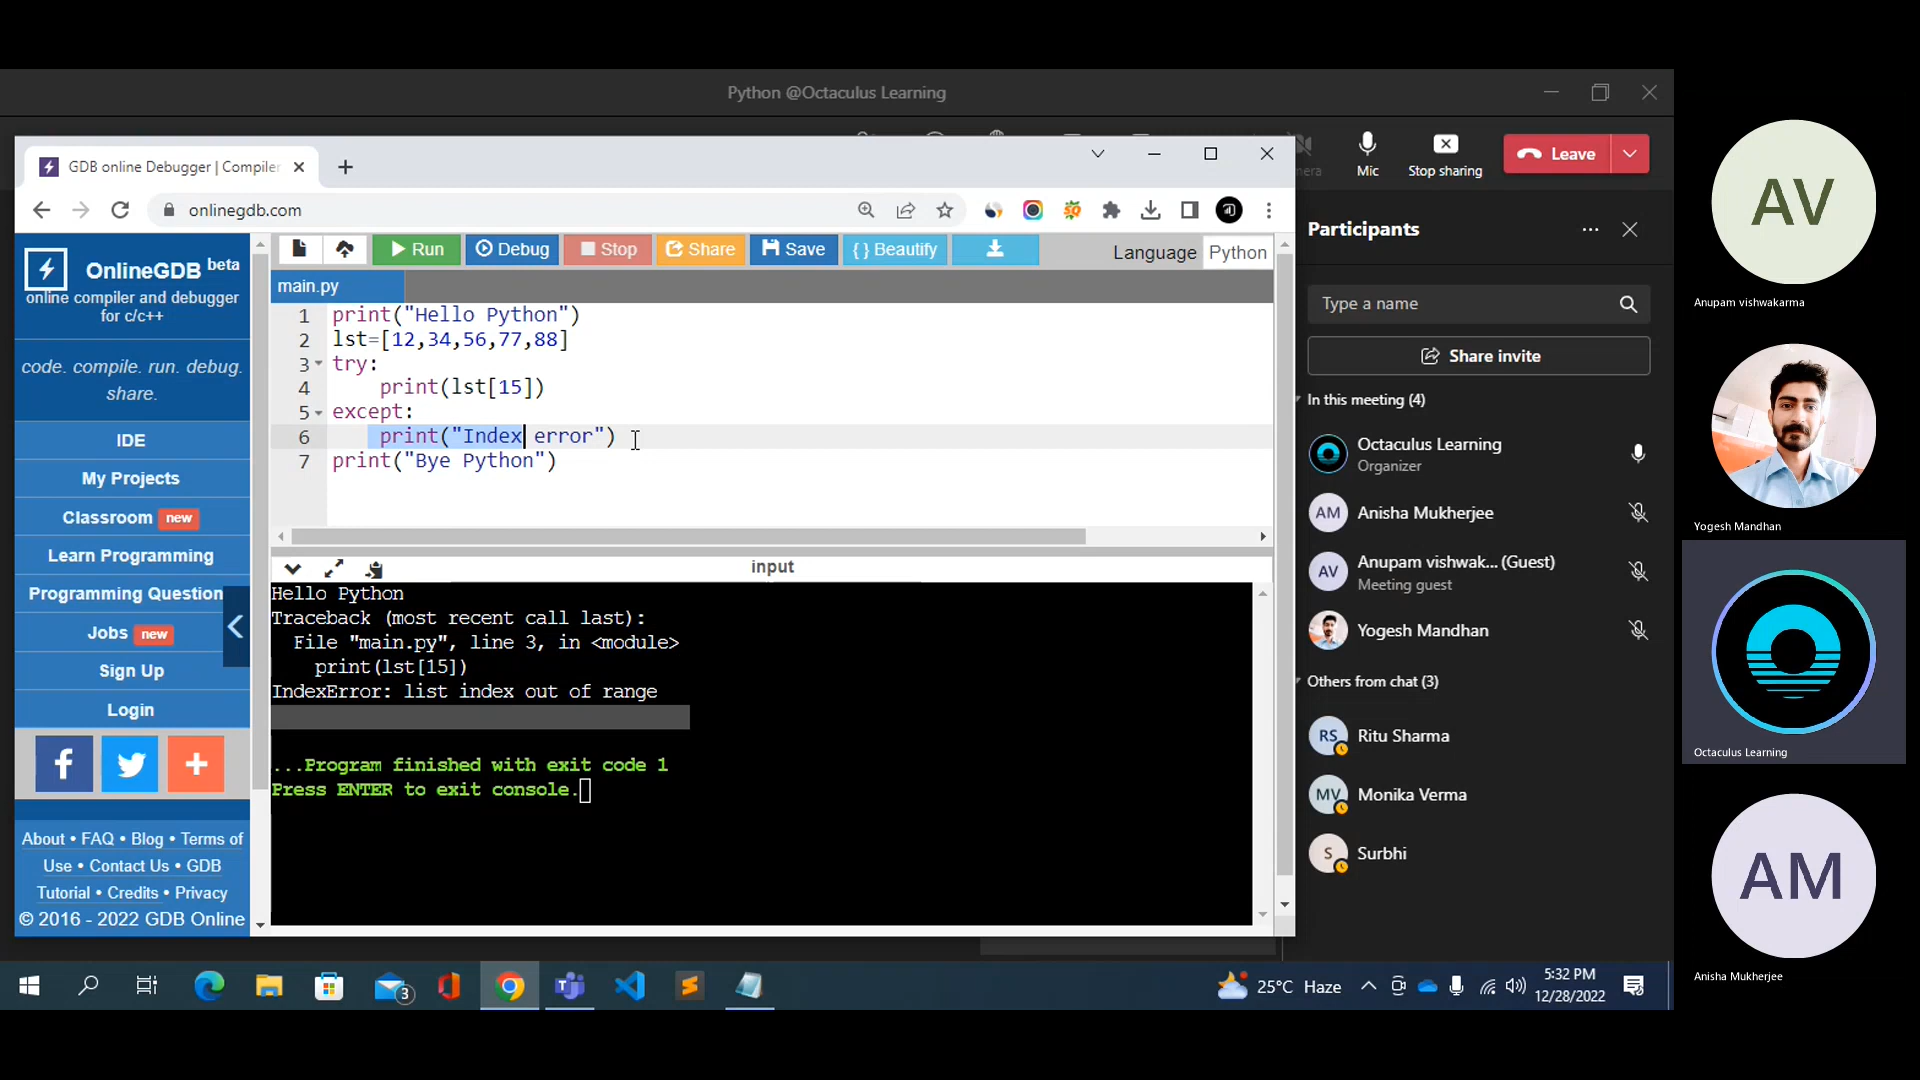 Python @Octaculus Learning
Mic
Stop sharing
Leave
GDB online Debugger | Compiler
onlinegdb.com
OnlineGDB beta
online compiler and debugger
for c/c++
code. compile. run. debug.
share.
IDE
My Projects
Classroom new
Learn Programming
Programming Question
Jobs new
Sign Up
Login
About • FAQ • Blog • Terms of
Use • Contact Us • GDB
Tutorial • Credits • Privacy
© 2016 - 2022 GDB Online
Run
Debug
Stop
Share
Save
{ } Beautify
Language
Python
main.py
1 print("Hello Python")
2 lst=[12,34,56,77,88]
3 try:
4 print(lst[15])
5 except:
6 print("Index error")
7 print("Bye Python")
input
Hello Python
Traceback (most recent call last):
File "main.py", line 3, in <module>
print(lst[15])
IndexError: list index out of range
...Program finished with exit code 1
Press ENTER to exit console.
Participants
Type a name
Share invite
In this meeting (4)
Octaculus Learning
Organizer
AM Anisha Mukherjee
AV Anupam vishwak... (Guest)
Meeting guest
Yogesh Mandhan
Others from chat (3)
RS Ritu Sharma
MV Monika Verma
S Surbhi
AV
Anupam vishwakarma
Yogesh Mandhan
Octaculus Learning
AM
Anisha Mukherjee
3
25°C Haze
5:32 PM
12/28/2022